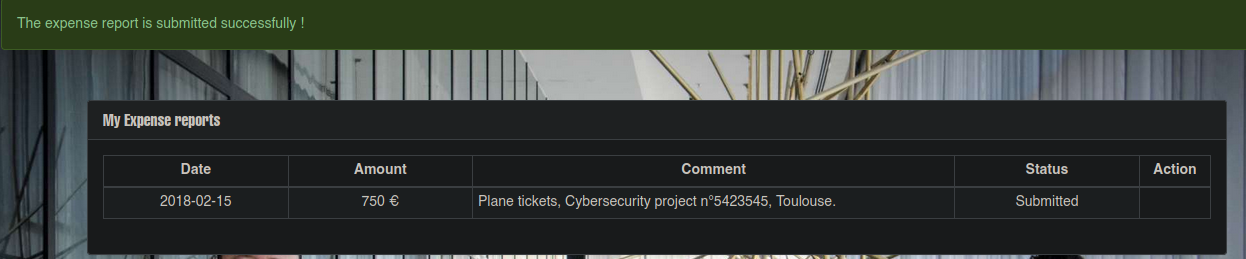 The expense report is submitted successfully !
My Expense reports
Date Amount Comment Status Action
2018-02-15 750 € Plane tickets, Cybersecurity project n°5423545, Toulouse. Submitted